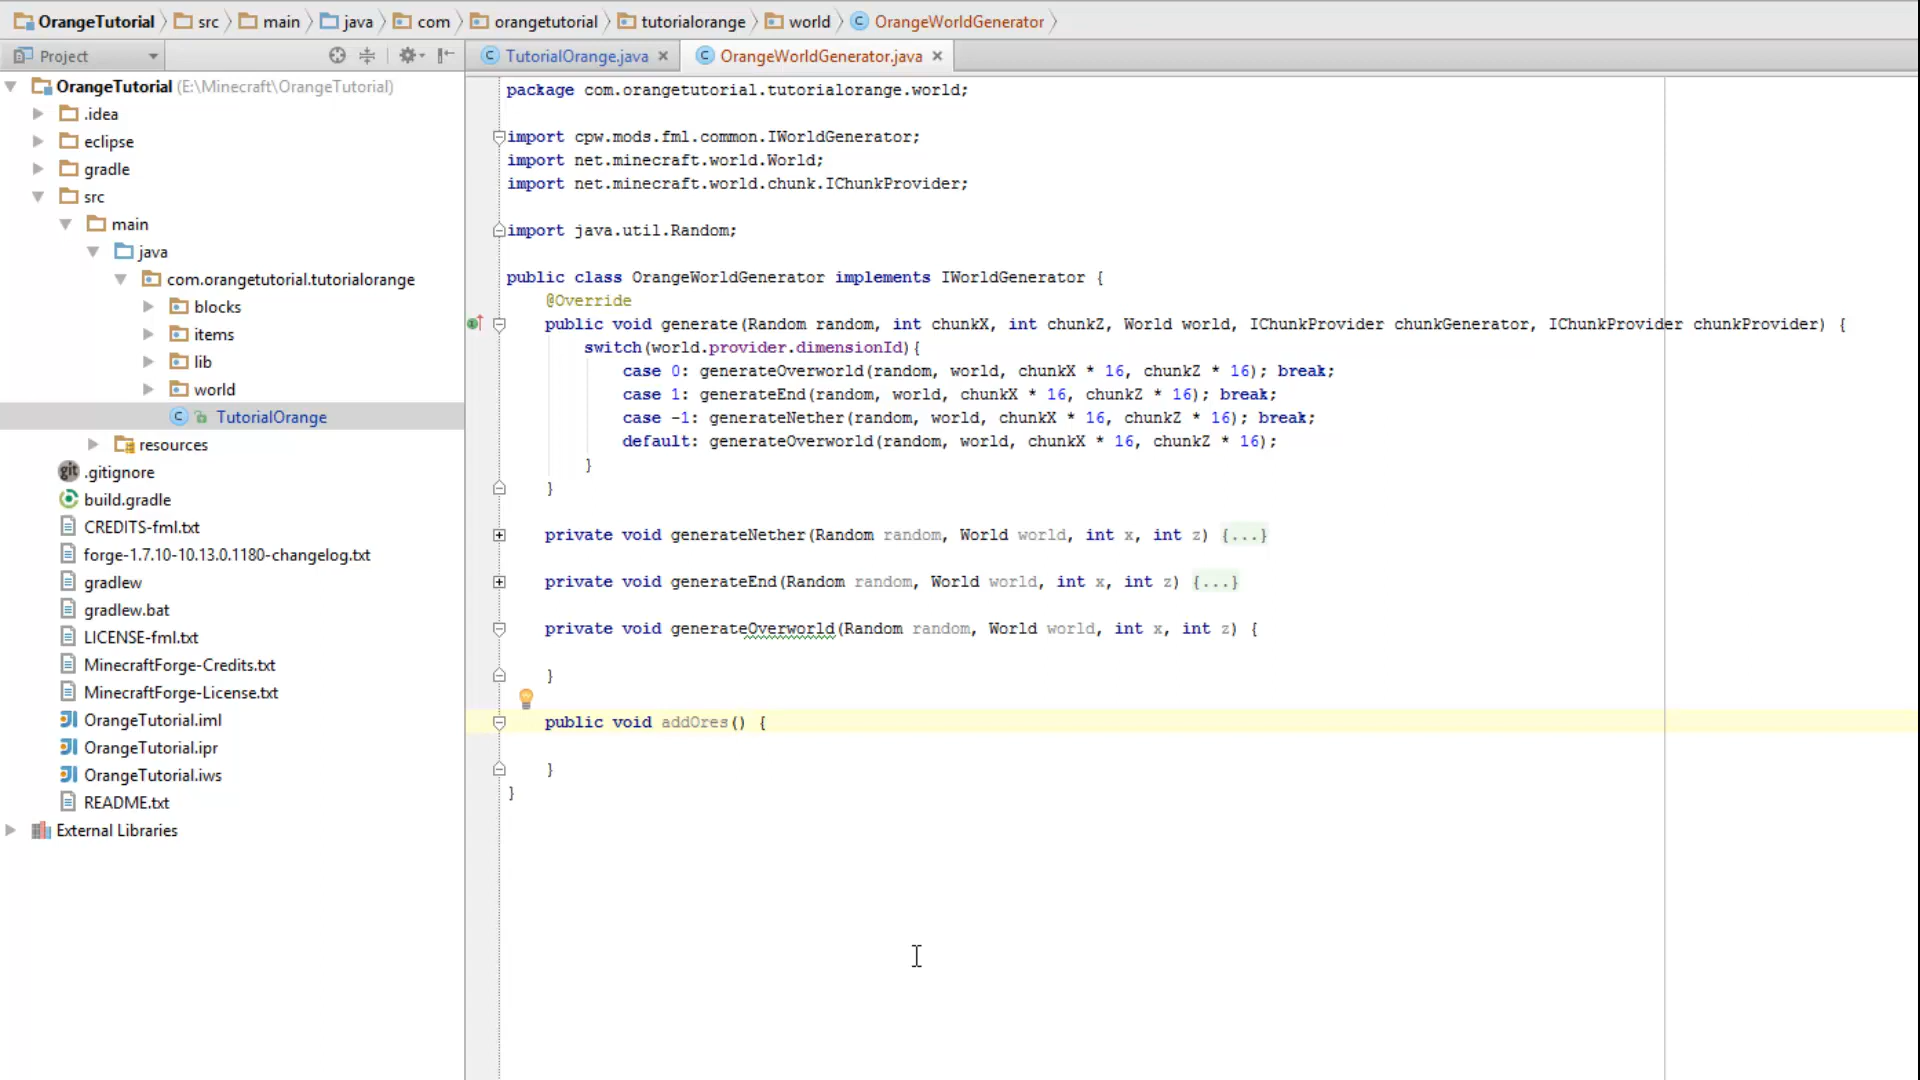 OrangeTutorial src main java com orangetutorial tutorialorange world OrangeWorldGenerator
Project
TutorialOrange.java
OrangeWorldGenerator.java
OrangeTutorial (E:\Minecraft\OrangeTutorial)
.idea
eclipse
gradle
src
main
java
com.orangetutorial.tutorialorange
blocks
items
lib
world
TutorialOrange
resources
.gitignore
build.gradle
CREDITS-fml.txt
forge-1.7.10-10.13.0.1180-changelog.txt
gradlew
gradlew.bat
LICENSE-fml.txt
MinecraftForge-Credits.txt
MinecraftForge-License.txt
OrangeTutorial.iml
OrangeTutorial.ipr
OrangeTutorial.iws
README.txt
External Libraries
package com.orangetutorial.tutorialorange.world;
import cpw.mods.fml.common.IWorldGenerator;
import net.minecraft.world.World;
import net.minecraft.world.chunk.IChunkProvider;
import java.util.Random;
public class OrangeWorldGenerator implements IWorldGenerator {
@Override
public void generate(Random random, int chunkX, int chunkZ, World world, IChunkProvider chunkGenerator, IChunkProvider chunkProvider) {
switch(world.provider.dimensionId){
case 0: generateOverworld(random, world, chunkX * 16, chunkZ * 16); break;
case 1: generateEnd(random, world, chunkX * 16, chunkZ * 16); break;
case -1: generateNether(random, world, chunkX * 16, chunkZ * 16); break;
default: generateOverworld(random, world, chunkX * 16, chunkZ * 16);
}
}
private void generateNether(Random random, World world, int x, int z) {...}
private void generateEnd(Random random, World world, int x, int z) {...}
private void generateOverworld(Random random, World world, int x, int z) {
}
public void addOres() {
}
}